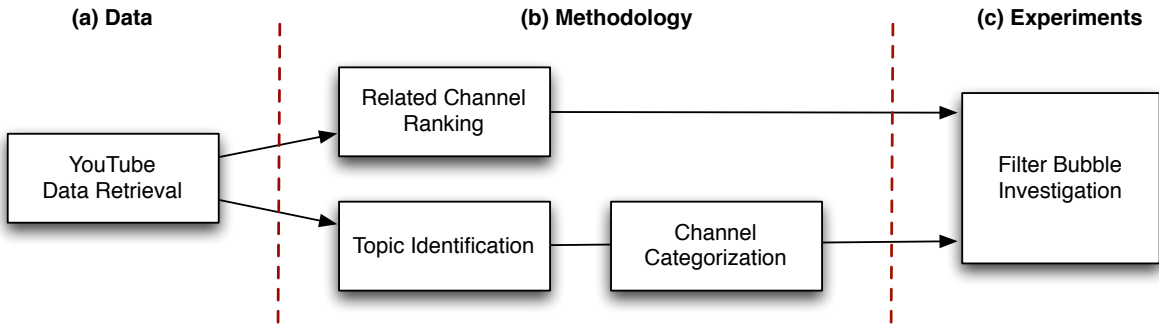 (a) Data
(b) Methodology
(c) Experiments
Related Channel
Ranking
YouTube
Data Retrieval
Filter Bubble
Investigation
Topic Identification
Channel
Categorization